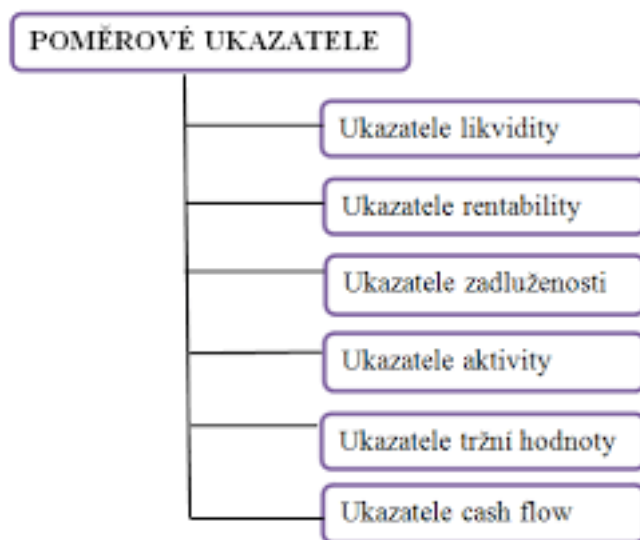 POMĚROVÉ UKAZATELE
Ukazatele likvidity
Ukazatele rentability
Ukazatele zadluženosti
Ukazatele aktivity
Ukazatele tržní hodnoty
Ukazatele cash flow